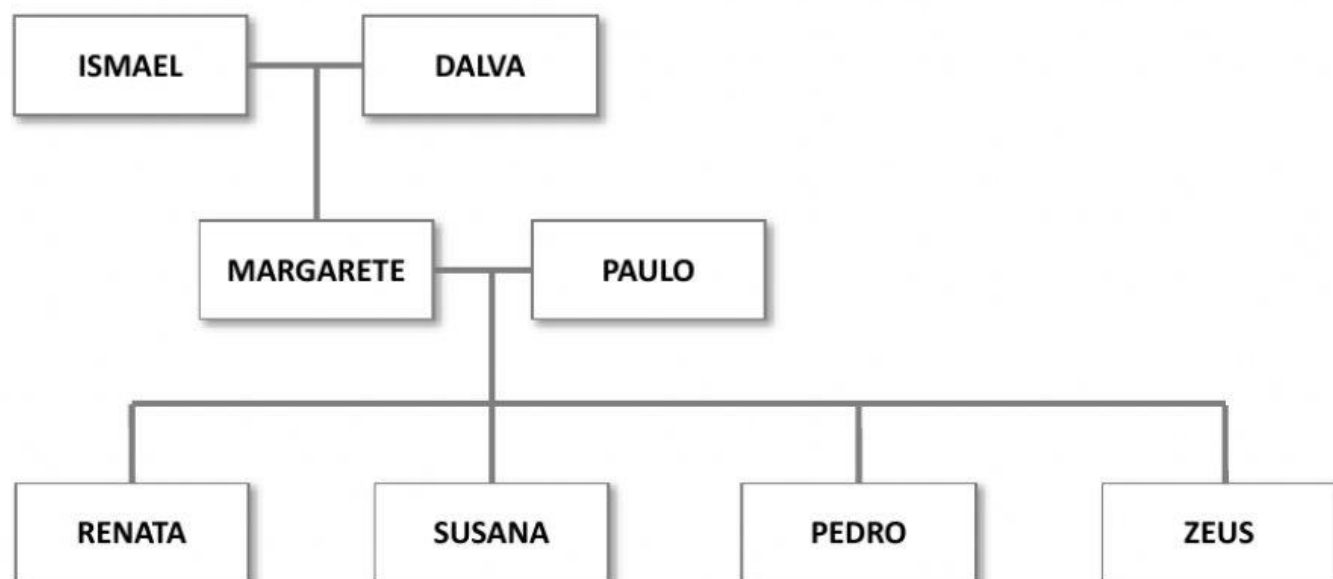 ISMAEL
DALVA
MARGARETE
PAULO
RENATA
SUSANA
PEDRO
ZEUS